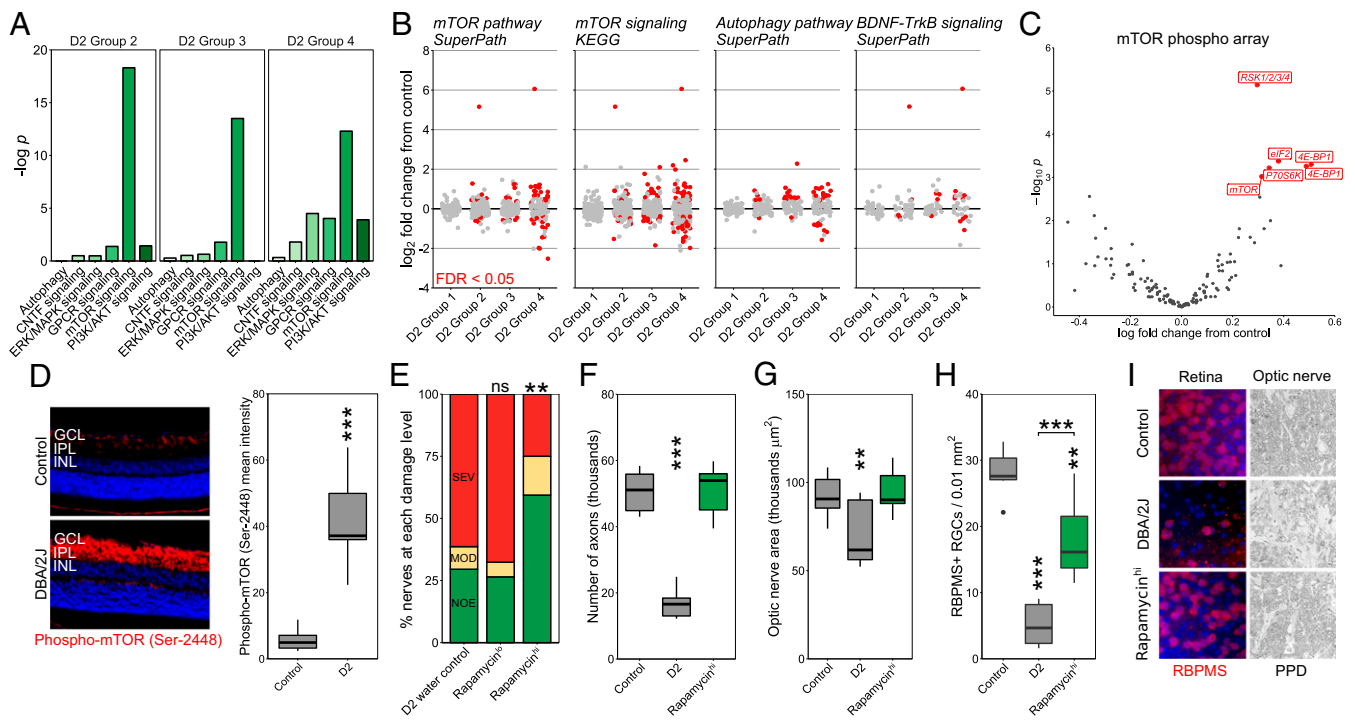 A
D2 Group 2
D2 Group 3
D2 Group 4
-log p
20
15
10
5
0
Autophagy
CNTF signaling
ERK/MAPK signaling
GPCR signaling
mTOR signaling
PI3K/AKT signaling
Autophagy
CNTF signaling
ERK/MAPK signaling
GPCR signaling
mTOR signaling
PI3K/AKT signaling
Autophagy
CNTF signaling
ERK/MAPK signaling
GPCR signaling
mTOR signaling
PI3K/AKT signaling
B
mTOR pathway
SuperPath
mTOR signaling
KEGG
Autophagy pathway
SuperPath
BDNF-TrkB signaling
SuperPath
log2 fold change from control
8
6
4
2
0
-2
-4
FDR < 0.05
D2 Group 1
D2 Group 2
D2 Group 3
D2 Group 4
D2 Group 1
D2 Group 2
D2 Group 3
D2 Group 4
D2 Group 1
D2 Group 2
D2 Group 3
D2 Group 4
D2 Group 1
D2 Group 2
D2 Group 3
D2 Group 4
C
mTOR phospho array
−log10 p
6
5
4
3
2
1
0
RSK1/2/3/4
eIF2
4E-BP1
P70S6K
4E-BP1
mTOR
-0.4
-0.2
0.0
0.2
0.4
0.6
log fold change from control
D
Control
GCL
IPL
INL
DBA/2J
GCL
IPL
INL
Phospho-mTOR (Ser-2448)
Phospho-mTOR (Ser-2448) mean intensity
80
60
40
20
0
***
Control
D2
E
% nerves at each damage level
100
75
50
25
0
ns
**
SEV
MOD
NOE
D2 water control
Rapamycinlo
Rapamycinhi
F
Number of axons (thousands)
80
60
40
20
0
***
Control
D2
Rapamycinhi
G
Optic nerve area (thousands µm2)
150
100
50
0
**
Control
D2
Rapamycinhi
H
RBPMS+ RGCs / 0.01 mm2
40
30
20
10
0
***
***
**
Control
D2
Rapamycinhi
I
Retina
Optic nerve
Control
DBA/2J
Rapamycinhi
RBPMS
PPD